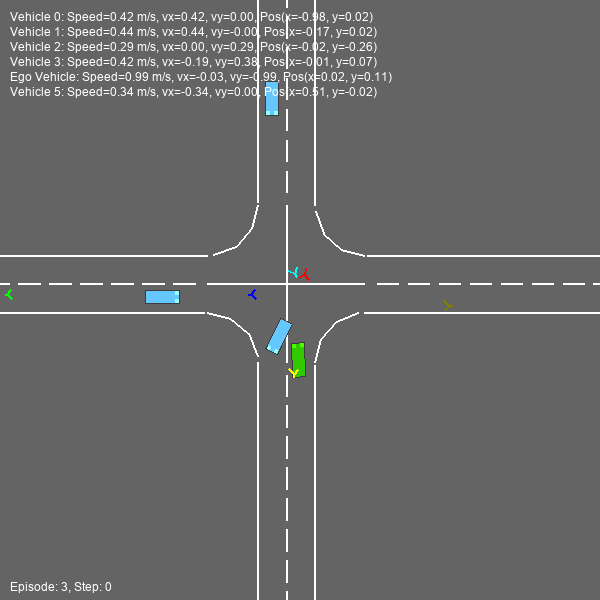 Vehicle 0: Speed=0.42 m/s, vx=0.42, vy=0.00, Pos(x=-0.98, y=0.02)
Vehicle 1: Speed=0.44 m/s, vx=0.44, vy=-0.00, Pos(x=-0.17, y=0.02)
Vehicle 2: Speed=0.29 m/s, vx=0.00, vy=0.29, Pos(x=-0.02, y=-0.26)
Vehicle 3: Speed=0.42 m/s, vx=-0.19, vy=0.38, Pos(x=-0.01, y=0.07)
Ego Vehicle: Speed=0.99 m/s, vx=-0.03, vy=-0.99, Pos(x=0.02, y=0.11)
Vehicle 5: Speed=0.34 m/s, vx=-0.34, vy=0.00, Pos(x=0.51, y=-0.02)
Episode: 3, Step: 0